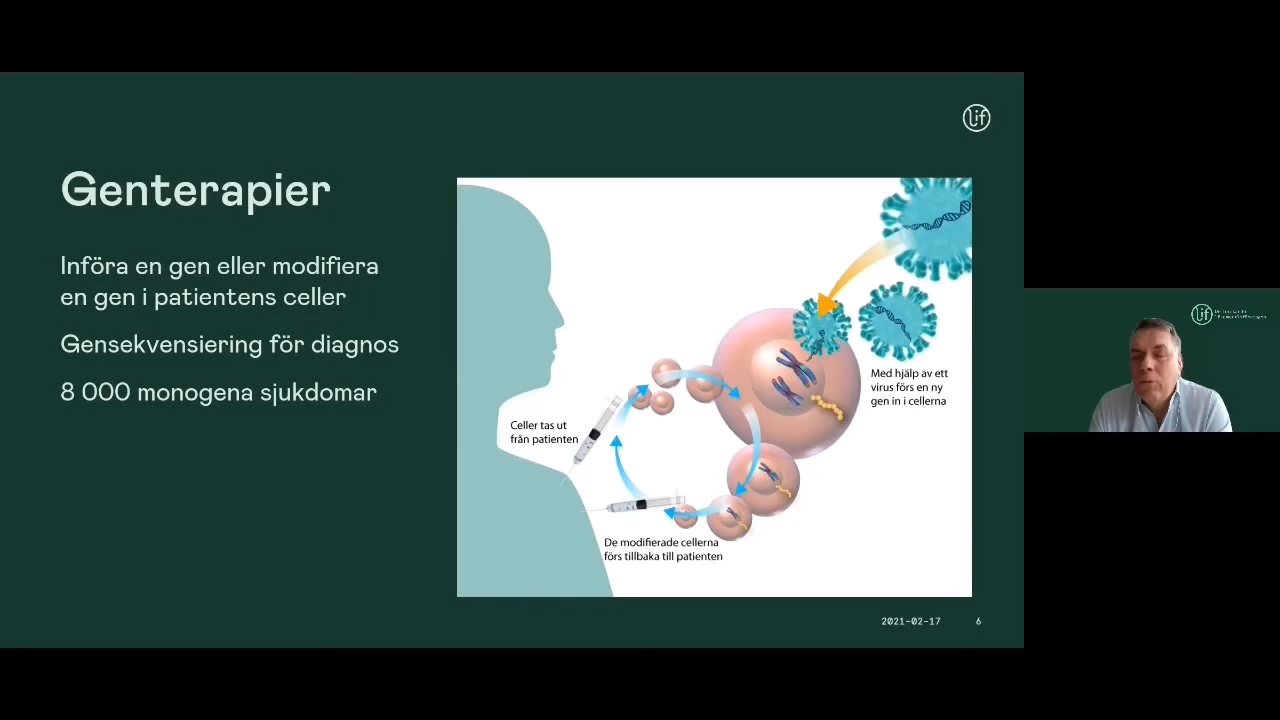 Lif
Genterapier
Införa en gen eller modifiera
en gen i patientens celler
Gensekvensiering för diagnos
8 000 monogena sjukdomar
Celler tas ut
från patienten
Med hjälp av ett
virus förs en ny
gen in i cellerna
De modifierade cellerna
förs tillbaka till patienten
2021-02-17
6
Lif